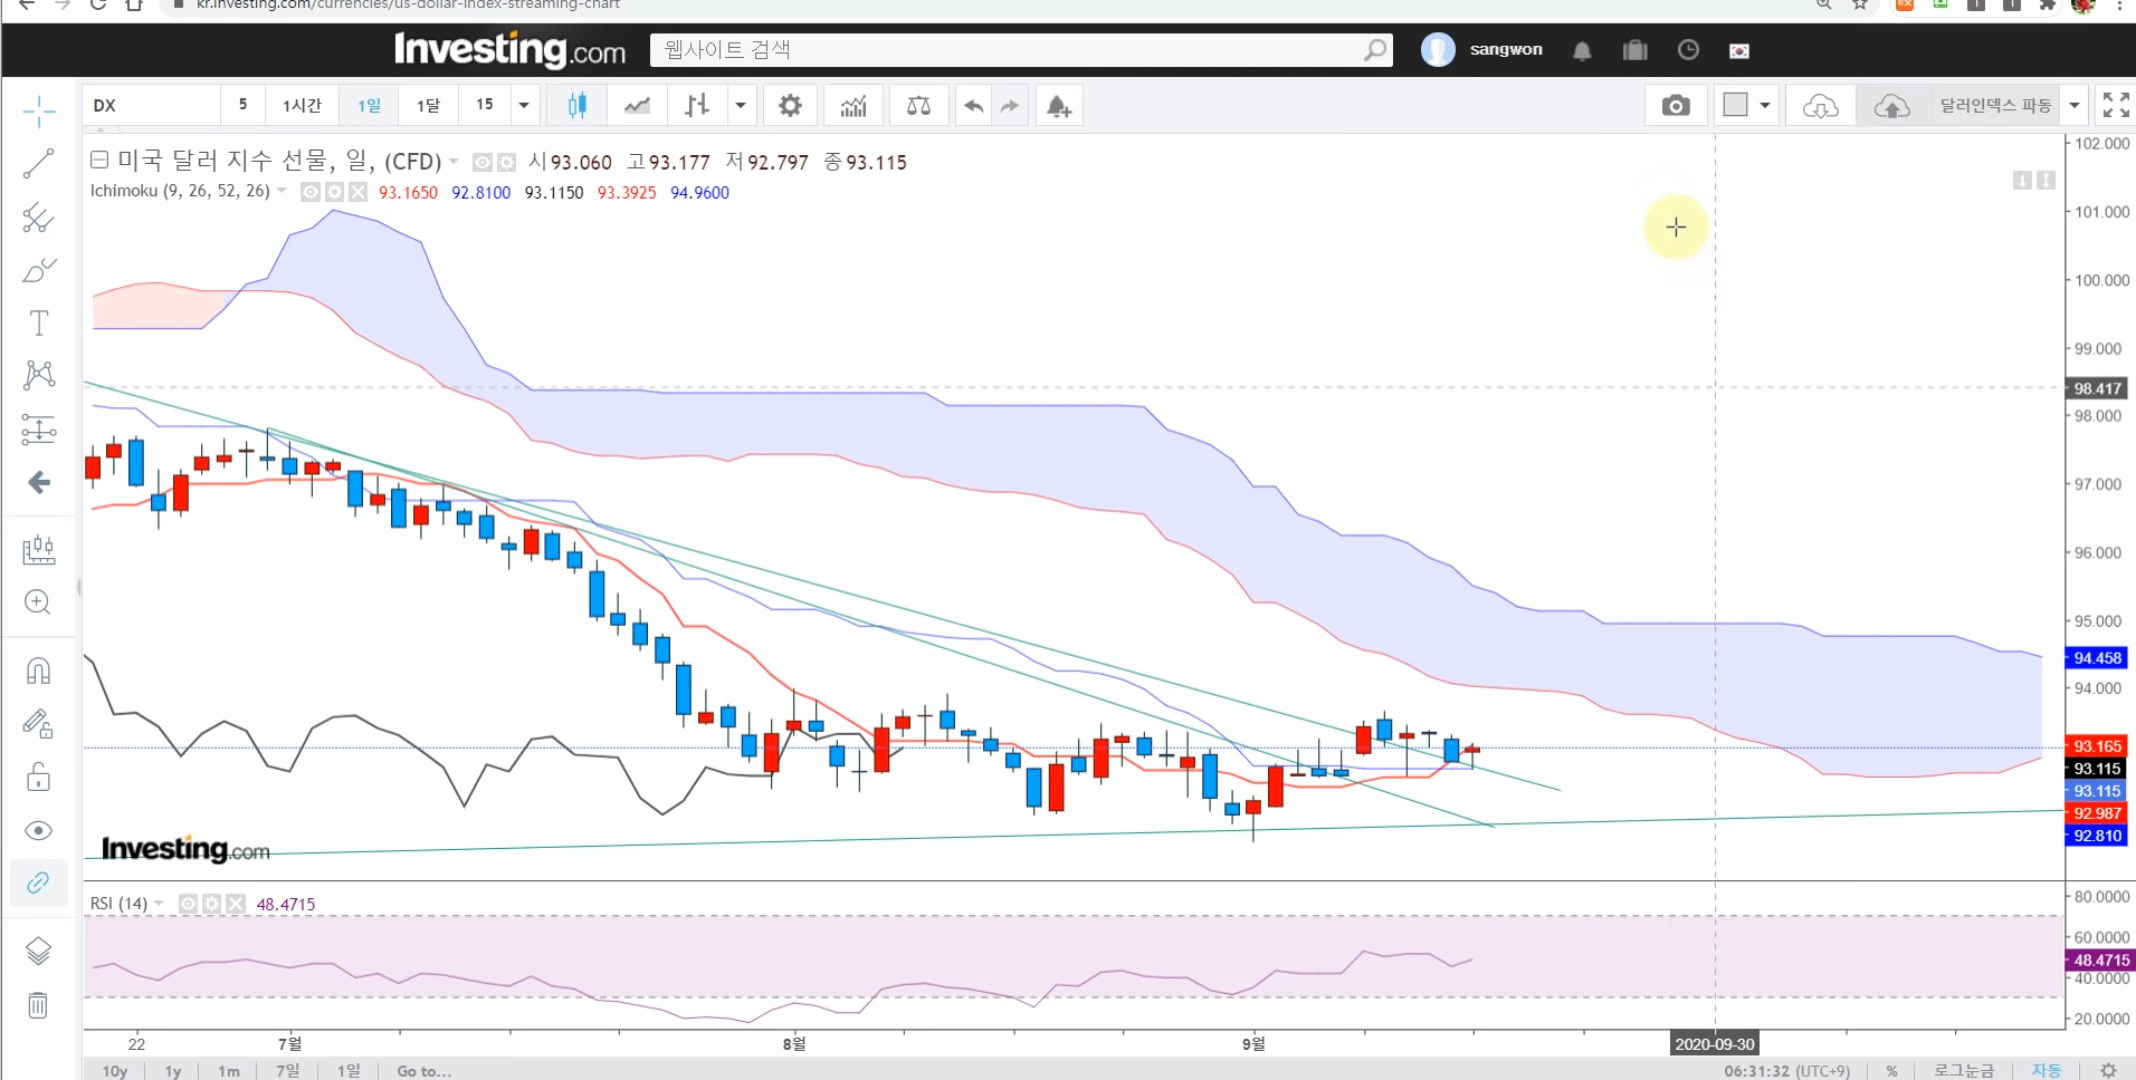 kr.investing.com/currencies/us-dollar-index-streaming-chart
Investing.com
웹사이트 검색
sangwon
DX 5 1시간 1일 1달 15
달러인덱스 파동
미국 달러 지수 선물, 일, (CFD) 시93.060 고93.177 저92.797 종93.115
Ichimoku (9, 26, 52, 26) 93.1650 92.8100 93.1150 93.3925 94.9600
102.000
101.000
100.000
99.000
98.417
98.000
97.000
96.000
95.000
94.458
94.000
93.165
93.115
93.115
92.987
92.810
Investing.com
RSI (14) 48.4715
80.0000
60.0000
48.4715
40.0000
20.0000
22 7월 8월 9월 2020-09-30
10y 1y 1m 7일 1일 Go to... 06:31:32 (UTC+9) % 로그눈금 자동